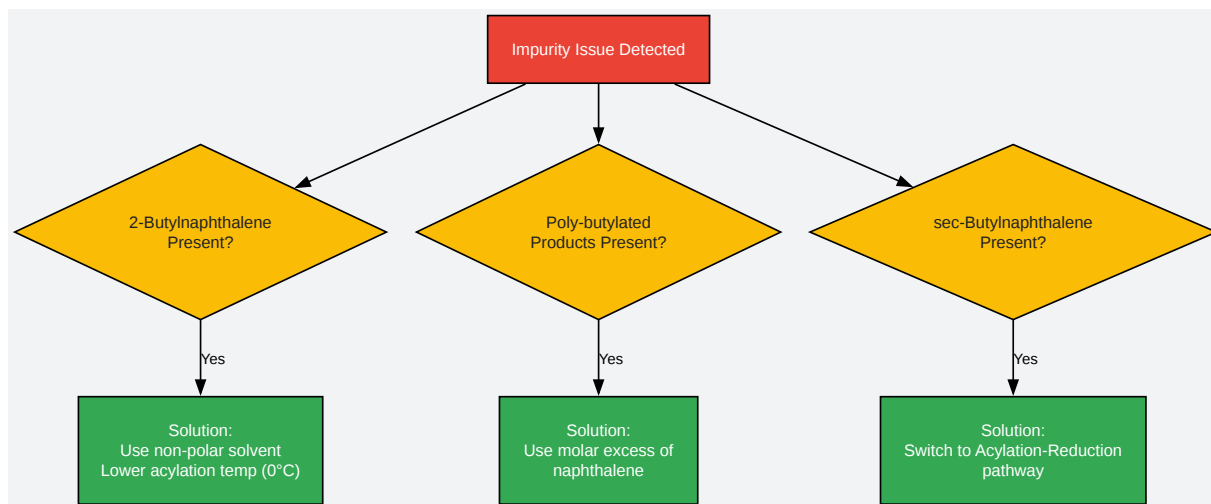 Impurity Issue Detected
2-Butylnaphthalene
Present?
Poly-butylated
Products Present?
sec-Butylnaphthalene
Present?
Yes
Yes
Yes
Solution:
Use non-polar solvent
Lower acylation temp (0°C)
Solution:
Use molar excess of
naphthalene
Solution:
Switch to Acylation-Reduction
pathway